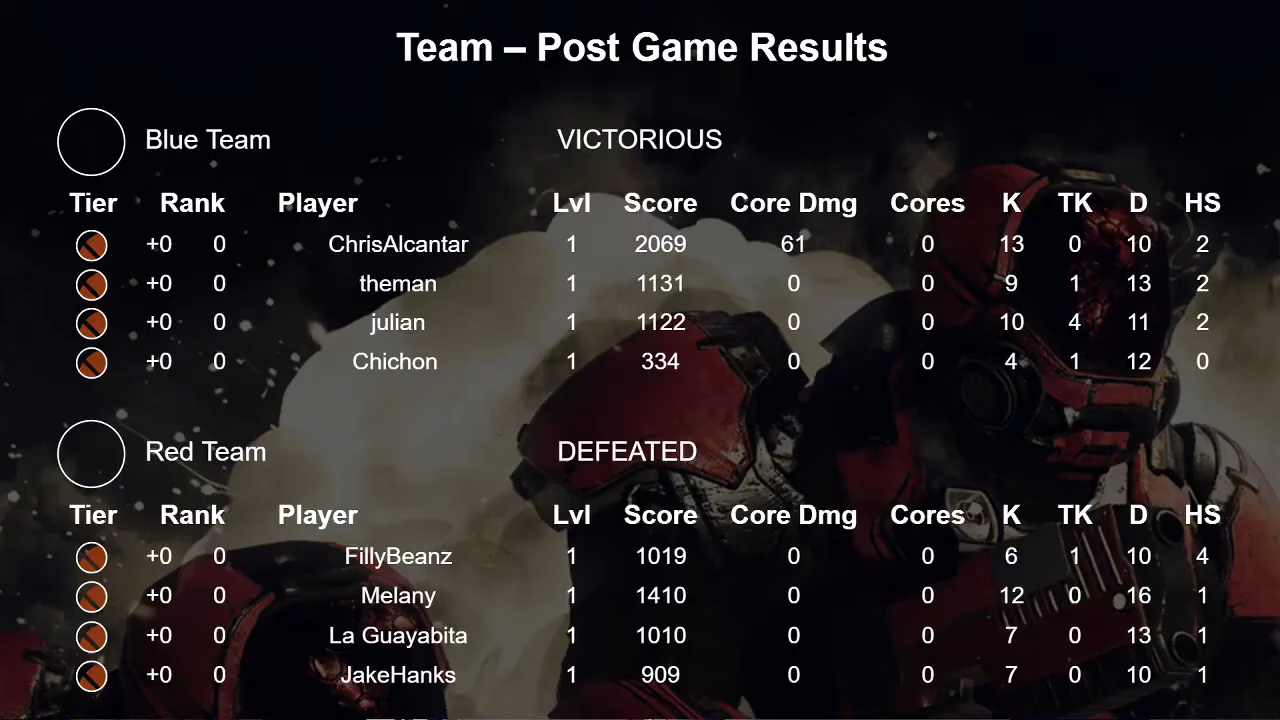 Team – Post Game Results
Blue Team VICTORIOUS
Tier Rank Player Lvl Score Core Dmg Cores K TK D HS
+0 0 ChrisAlcantar 1 2069 61 0 13 0 10 2
+0 0 theman 1 1131 0 0 9 1 13 2
+0 0 julian 1 1122 0 0 10 4 11 2
+0 0 Chichon 1 334 0 0 4 1 12 0
Red Team DEFEATED
Tier Rank Player Lvl Score Core Dmg Cores K TK D HS
+0 0 FillyBeanz 1 1019 0 0 6 1 10 4
+0 0 Melany 1 1410 0 0 12 0 16 1
+0 0 La Guayabita 1 1010 0 0 7 0 13 1
+0 0 JakeHanks 1 909 0 0 7 0 10 1